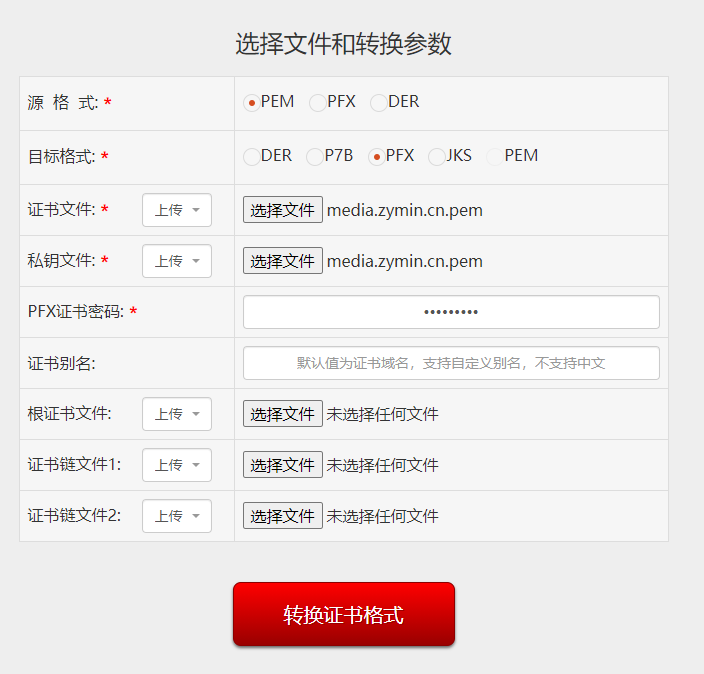 选择文件和转换参数
源 格 式: * PEM PFX DER
目标格式: * DER P7B PFX JKS PEM
证书文件: * 上传 选择文件 media.zymin.cn.pem
私钥文件: * 上传 选择文件 media.zymin.cn.pem
PFX证书密码: * •••••••••
证书别名: 默认值为证书域名，支持自定义别名，不支持中文
根证书文件: 上传 选择文件 未选择任何文件
证书链文件1: 上传 选择文件 未选择任何文件
证书链文件2: 上传 选择文件 未选择任何文件
转换证书格式